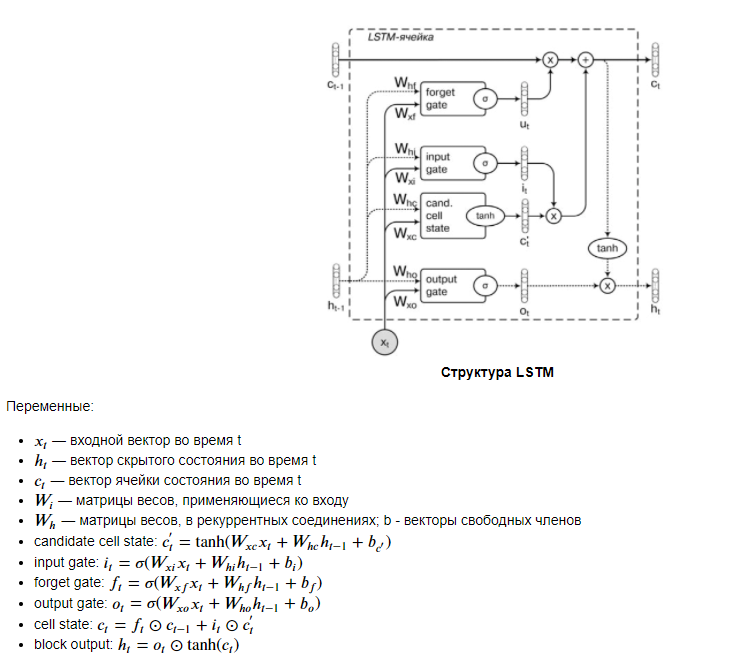 LSTM-ячейка
c_{t-1}
c_t
W_{hf}
forget
gate
σ
W_{xf}
u_t
x
+
W_{hi}
input
gate
σ
W_{xi}
i_t
W_{hc}
cand.
cell
state
tanh
W_{xc}
c'_t
x
tanh
W_{ho}
output
gate
σ
W_{xo}
o_t
x
h_{t-1}
h_t
x_t
Структура LSTM
Переменные:
• x_t — входной вектор во время t
• h_t — вектор скрытого состояния во время t
• c_t — вектор ячейки состояния во время t
• W_i — матрицы весов, применяющиеся ко входу
• W_h — матрицы весов, в рекуррентных соединениях; b - векторы свободных членов
• candidate cell state: c'_t = tanh(W_{xc}x_t + W_{hc}h_{t-1} + b_{c'})
• input gate: i_t = σ(W_{xi}x_t + W_{hi}h_{t-1} + b_i)
• forget gate: f_t = σ(W_{xf}x_t + W_{hf}h_{t-1} + b_f)
• output gate: o_t = σ(W_{xo}x_t + W_{ho}h_{t-1} + b_o)
• cell state: c_t = f_t ⊙ c_{t-1} + i_t ⊙ c'_t
• block output: h_t = o_t ⊙ tanh(c_t)